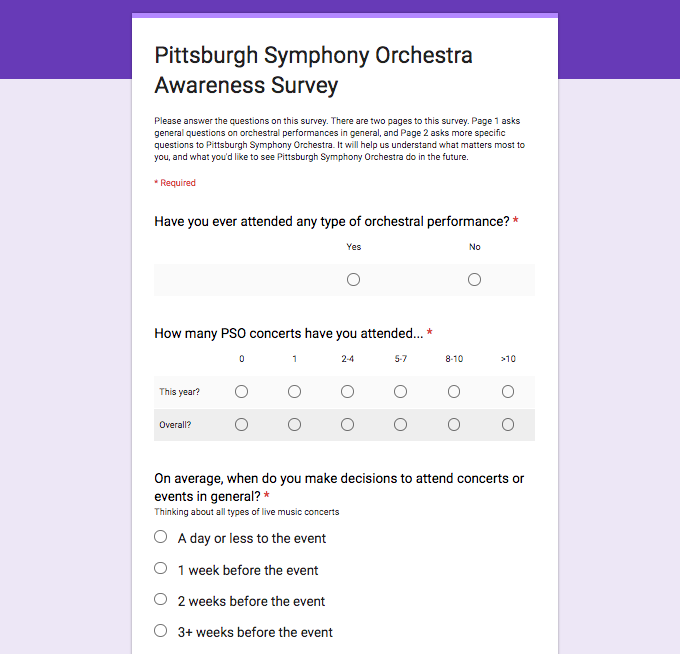 Pittsburgh Symphony Orchestra
Awareness Survey
Please answer the questions on this survey. There are two pages to this survey. Page 1 asks
general questions on orchestral performances in general, and Page 2 asks more specific
questions to Pittsburgh Symphony Orchestra. It will help us understand what matters most to
you, and what you'd like to see Pittsburgh Symphony Orchestra do in the future.
* Required
Have you ever attended any type of orchestral performance? *
Yes No
How many PSO concerts have you attended... *
0 1 2-4 5-7 8-10 >10
This year?
Overall?
On average, when do you make decisions to attend concerts or
events in general? *
Thinking about all types of live music concerts
A day or less to the event
1 week before the event
2 weeks before the event
3+ weeks before the event